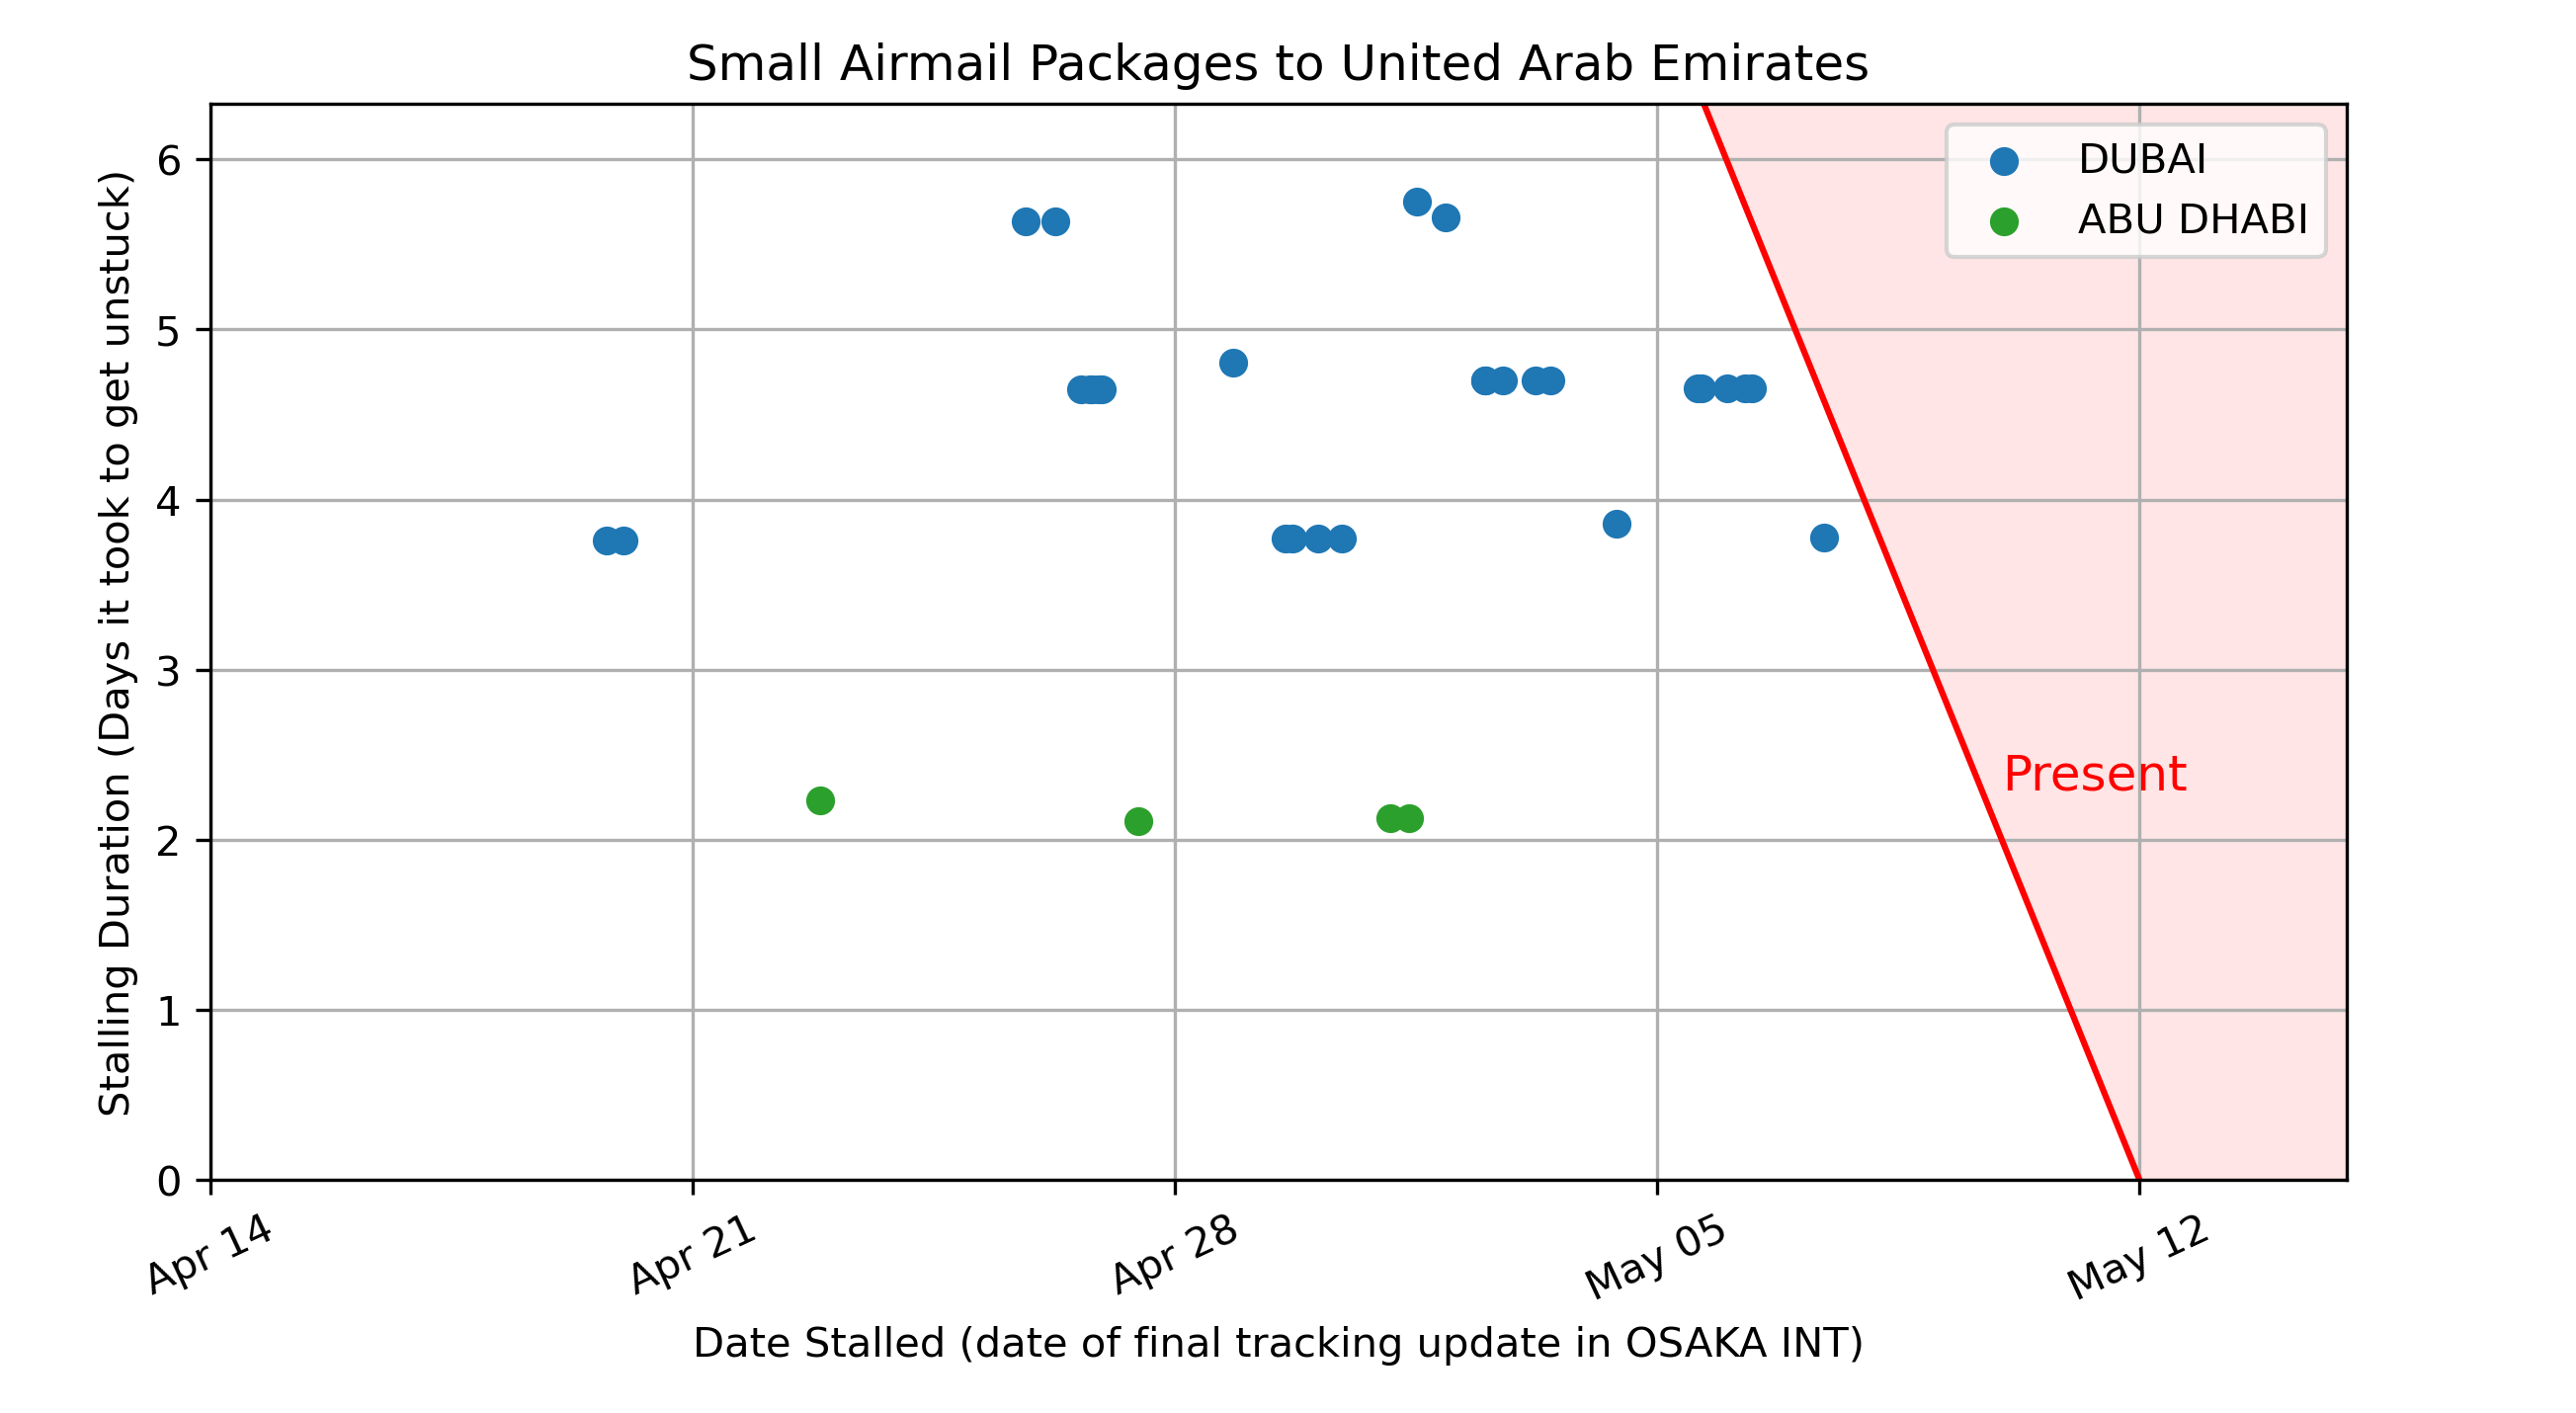 Small Airmail Packages to United Arab Emirates
Stalling Duration (Days it took to get unstuck)
6
5
4
3
2
1
0
DUBAI
ABU DHABI
Present
Apr 14
Apr 21
Apr 28
May 05
May 12
Date Stalled (date of final tracking update in OSAKA INT)